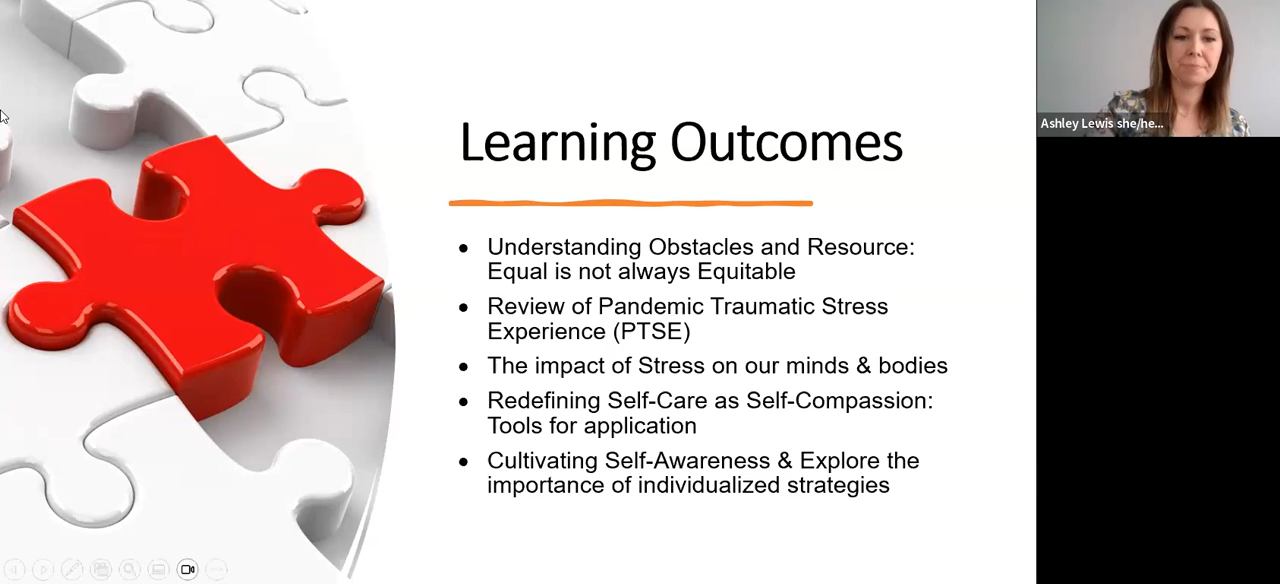 Learning Outcomes
• Understanding Obstacles and Resource:
Equal is not always Equitable
• Review of Pandemic Traumatic Stress
Experience (PTSE)
• The impact of Stress on our minds & bodies
• Redefining Self-Care as Self-Compassion:
Tools for application
• Cultivating Self-Awareness & Explore the
importance of individualized strategies
Ashley Lewis she/he...